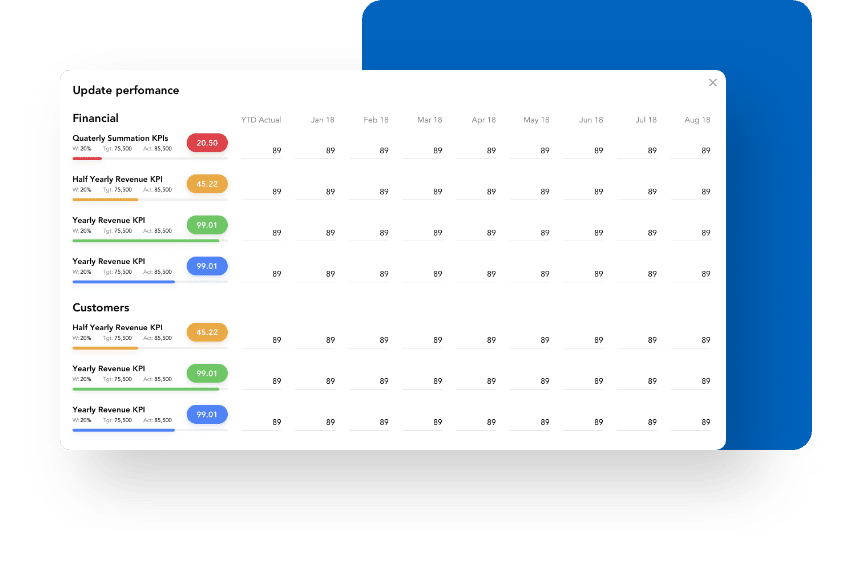 Update perfomance
Financial YTD Actual Jan 18 Feb 18 Mar 18 Apr 18 May 18 Jun 18 Jul 18 Aug 18
Quaterly Summation KPIs 20.50
W: 20% Tgt: 75,500 Act: 85,500 89 89 89 89 89 89 89 89 89
Half Yearly Revenue KPI 45.22
W: 20% Tgt: 75,500 Act: 85,500 89 89 89 89 89 89 89 89 89
Yearly Revenue KPI 99.01
W: 20% Tgt: 75,500 Act: 85,500 89 89 89 89 89 89 89 89 89
Yearly Revenue KPI 99.01
W: 20% Tgt: 75,500 Act: 85,500 89 89 89 89 89 89 89 89 89
Customers
Half Yearly Revenue KPI 45.22
W: 20% Tgt: 75,500 Act: 85,500 89 89 89 89 89 89 89 89 89
Yearly Revenue KPI 99.01
W: 20% Tgt: 75,500 Act: 85,500 89 89 89 89 89 89 89 89 89
Yearly Revenue KPI 99.01
W: 20% Tgt: 75,500 Act: 85,500 89 89 89 89 89 89 89 89 89